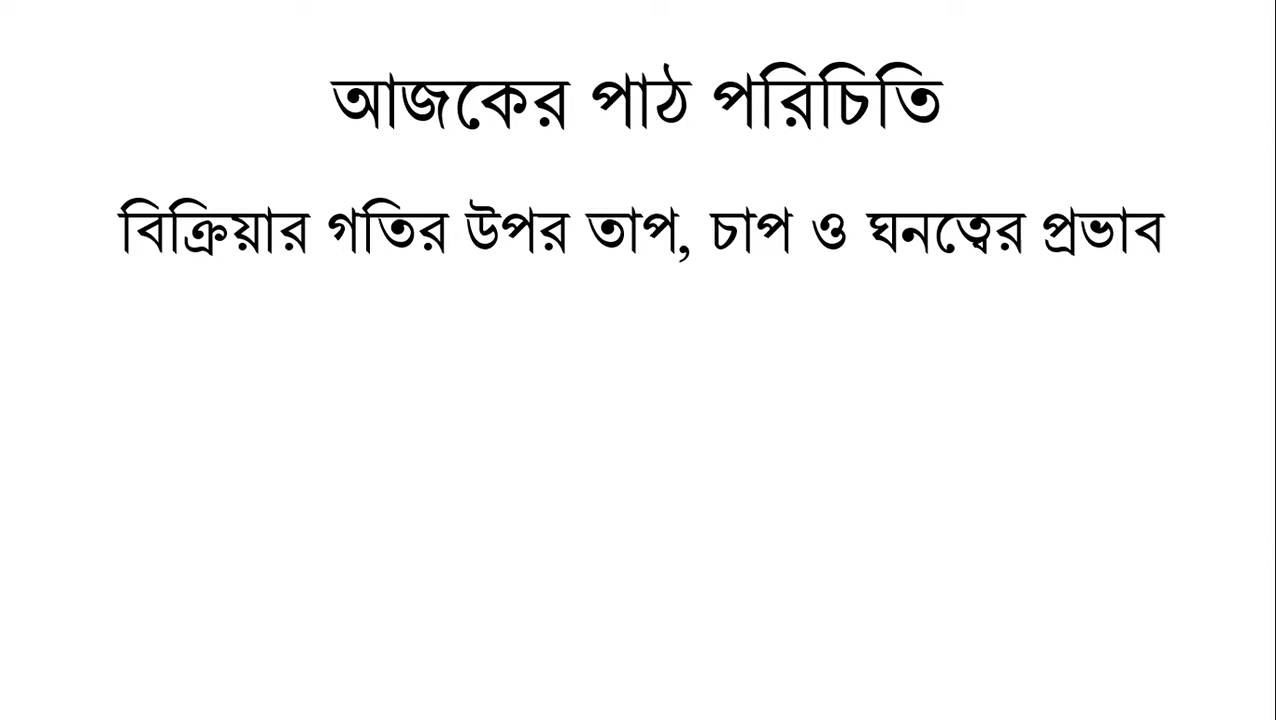 আজকের পাঠ পরিচিতি
বিক্রিয়ার গতির উপর তাপ, চাপ ও ঘনত্বের প্রভাব